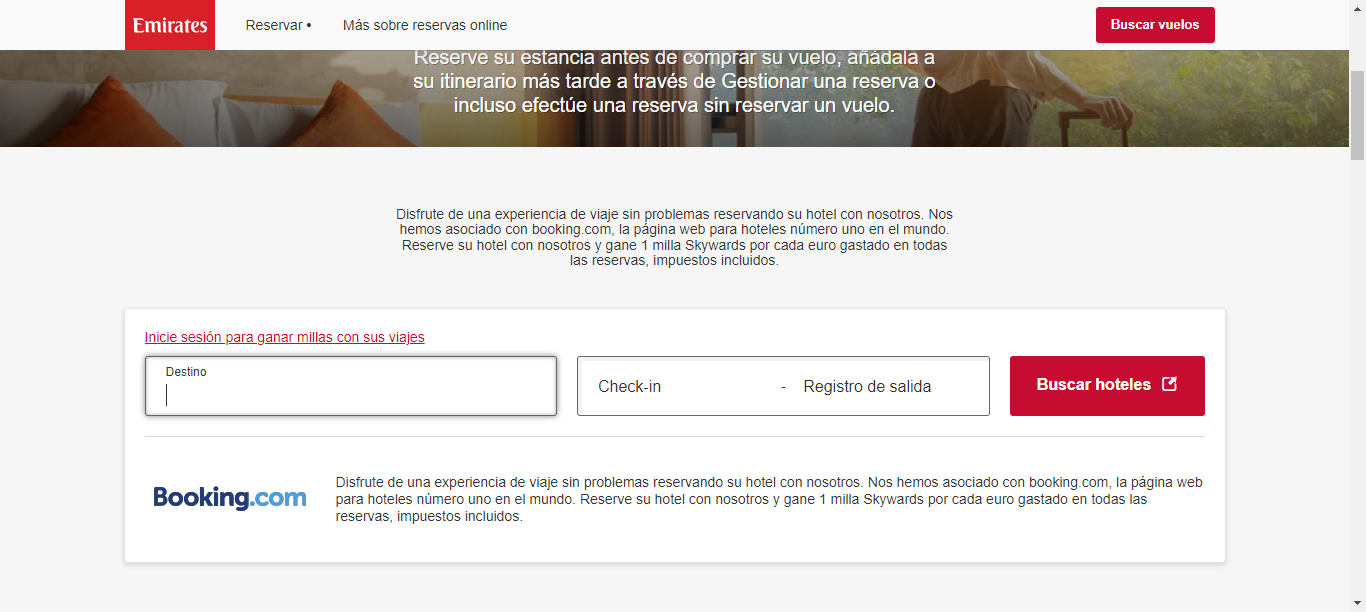 Emirates
Reservar •
Más sobre reservas online
Buscar vuelos
Reserve su estancia antes de comprar su vuelo, añádala a
su itinerario más tarde a través de Gestionar una reserva o
incluso efectúe una reserva sin reservar un vuelo.
Disfrute de una experiencia de viaje sin problemas reservando su hotel con nosotros. Nos
hemos asociado con booking.com, la página web para hoteles número uno en el mundo.
Reserve su hotel con nosotros y gane 1 milla Skywards por cada euro gastado en todas
las reservas, impuestos incluidos.
Inicie sesión para ganar millas con sus viajes
Destino
Check-in - Registro de salida
Buscar hoteles
Booking.com
Disfrute de una experiencia de viaje sin problemas reservando su hotel con nosotros. Nos hemos asociado con booking.com, la página web
para hoteles número uno en el mundo. Reserve su hotel con nosotros y gane 1 milla Skywards por cada euro gastado en todas las
reservas, impuestos incluidos.